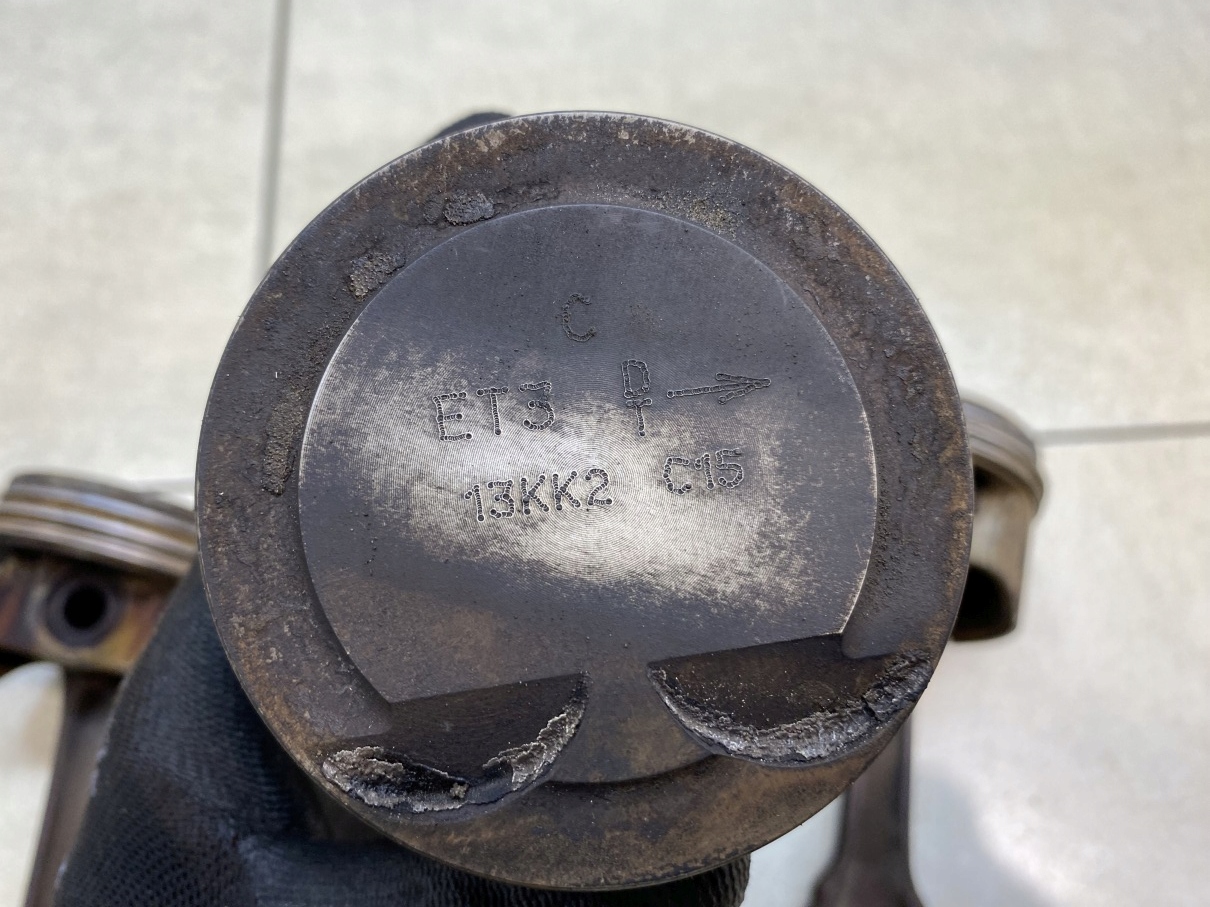 C
ET3 D →
T
13KK2 C15